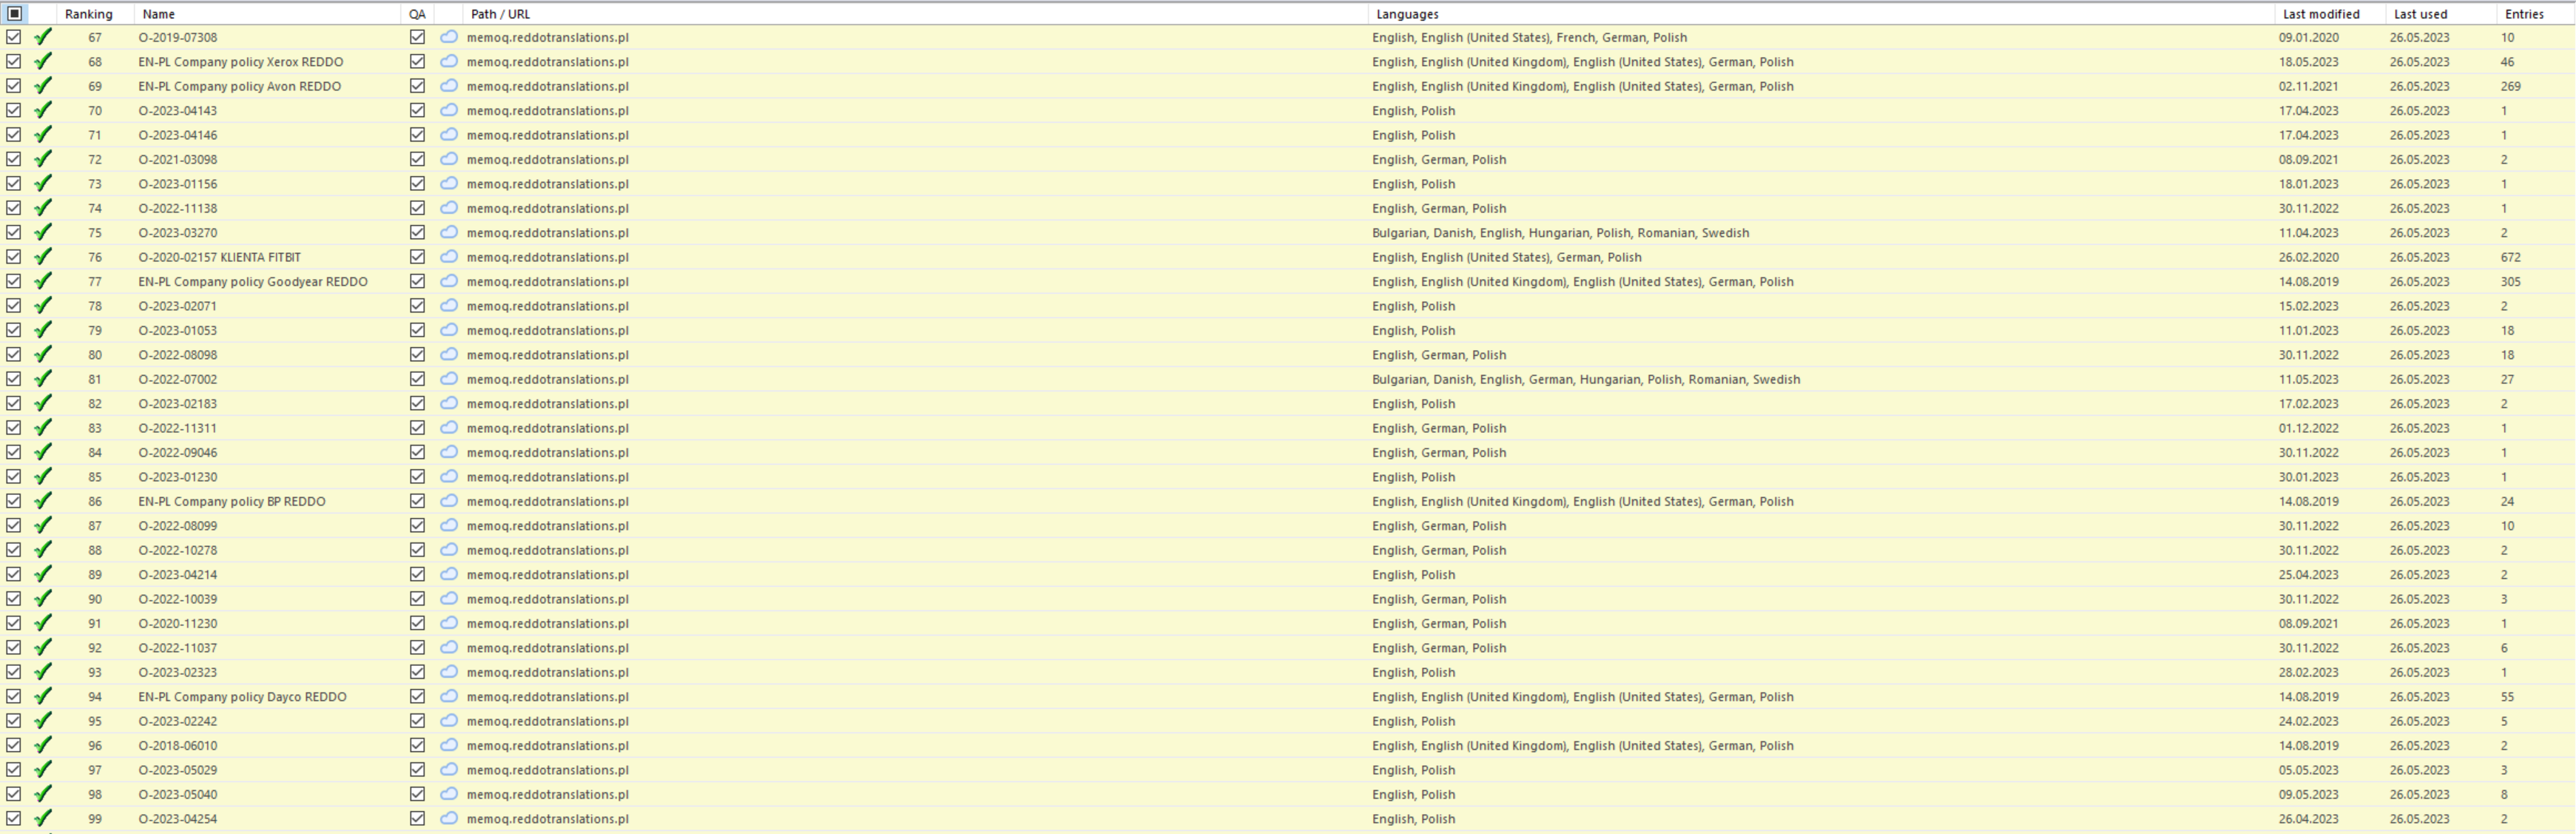 Ranking Name QA Path / URL Languages Last modified Last used Entries
67 O-2019-07308 memoq.reddotranslations.pl English, English (United States), French, German, Polish 09.01.2020 26.05.2023 10
68 EN-PL Company policy Xerox REDDO memoq.reddotranslations.pl English, English (United Kingdom), English (United States), German, Polish 18.05.2023 26.05.2023 46
69 EN-PL Company policy Avon REDDO memoq.reddotranslations.pl English, English (United Kingdom), English (United States), German, Polish 02.11.2021 26.05.2023 269
70 O-2023-04143 memoq.reddotranslations.pl English, Polish 17.04.2023 26.05.2023 1
71 O-2023-04146 memoq.reddotranslations.pl English, Polish 17.04.2023 26.05.2023 1
72 O-2021-03098 memoq.reddotranslations.pl English, German, Polish 08.09.2021 26.05.2023 2
73 O-2023-01156 memoq.reddotranslations.pl English, Polish 18.01.2023 26.05.2023 1
74 O-2022-11138 memoq.reddotranslations.pl English, German, Polish 30.11.2022 26.05.2023 1
75 O-2023-03270 memoq.reddotranslations.pl Bulgarian, Danish, English, Hungarian, Polish, Romanian, Swedish 11.04.2023 26.05.2023 2
76 O-2020-02157 KLIENTA FITBIT memoq.reddotranslations.pl English, English (United States), German, Polish 26.02.2020 26.05.2023 672
77 EN-PL Company policy Goodyear REDDO memoq.reddotranslations.pl English, English (United Kingdom), English (United States), German, Polish 14.08.2019 26.05.2023 305
78 O-2023-02071 memoq.reddotranslations.pl English, Polish 15.02.2023 26.05.2023 2
79 O-2023-01053 memoq.reddotranslations.pl English, Polish 11.01.2023 26.05.2023 18
80 O-2022-08098 memoq.reddotranslations.pl English, German, Polish 30.11.2022 26.05.2023 18
81 O-2022-07002 memoq.reddotranslations.pl Bulgarian, Danish, English, German, Hungarian, Polish, Romanian, Swedish 11.05.2023 26.05.2023 27
82 O-2023-02183 memoq.reddotranslations.pl English, Polish 17.02.2023 26.05.2023 2
83 O-2022-11311 memoq.reddotranslations.pl English, German, Polish 01.12.2022 26.05.2023 1
84 O-2022-09046 memoq.reddotranslations.pl English, German, Polish 30.11.2022 26.05.2023 1
85 O-2023-01230 memoq.reddotranslations.pl English, Polish 30.01.2023 26.05.2023 1
86 EN-PL Company policy BP REDDO memoq.reddotranslations.pl English, English (United Kingdom), English (United States), German, Polish 14.08.2019 26.05.2023 24
87 O-2022-08099 memoq.reddotranslations.pl English, German, Polish 30.11.2022 26.05.2023 10
88 O-2022-10278 memoq.reddotranslations.pl English, German, Polish 30.11.2022 26.05.2023 2
89 O-2023-04214 memoq.reddotranslations.pl English, Polish 25.04.2023 26.05.2023 2
90 O-2022-10039 memoq.reddotranslations.pl English, German, Polish 30.11.2022 26.05.2023 3
91 O-2020-11230 memoq.reddotranslations.pl English, German, Polish 08.09.2021 26.05.2023 1
92 O-2022-11037 memoq.reddotranslations.pl English, German, Polish 30.11.2022 26.05.2023 6
93 O-2023-02323 memoq.reddotranslations.pl English, Polish 28.02.2023 26.05.2023 1
94 EN-PL Company policy Dayco REDDO memoq.reddotranslations.pl English, English (United Kingdom), English (United States), German, Polish 14.08.2019 26.05.2023 55
95 O-2023-02242 memoq.reddotranslations.pl English, Polish 24.02.2023 26.05.2023 5
96 O-2018-06010 memoq.reddotranslations.pl English, English (United Kingdom), English (United States), German, Polish 14.08.2019 26.05.2023 2
97 O-2023-05029 memoq.reddotranslations.pl English, Polish 05.05.2023 26.05.2023 3
98 O-2023-05040 memoq.reddotranslations.pl English, Polish 09.05.2023 26.05.2023 8
99 O-2023-04254 memoq.reddotranslations.pl English, Polish 26.04.2023 26.05.2023 2